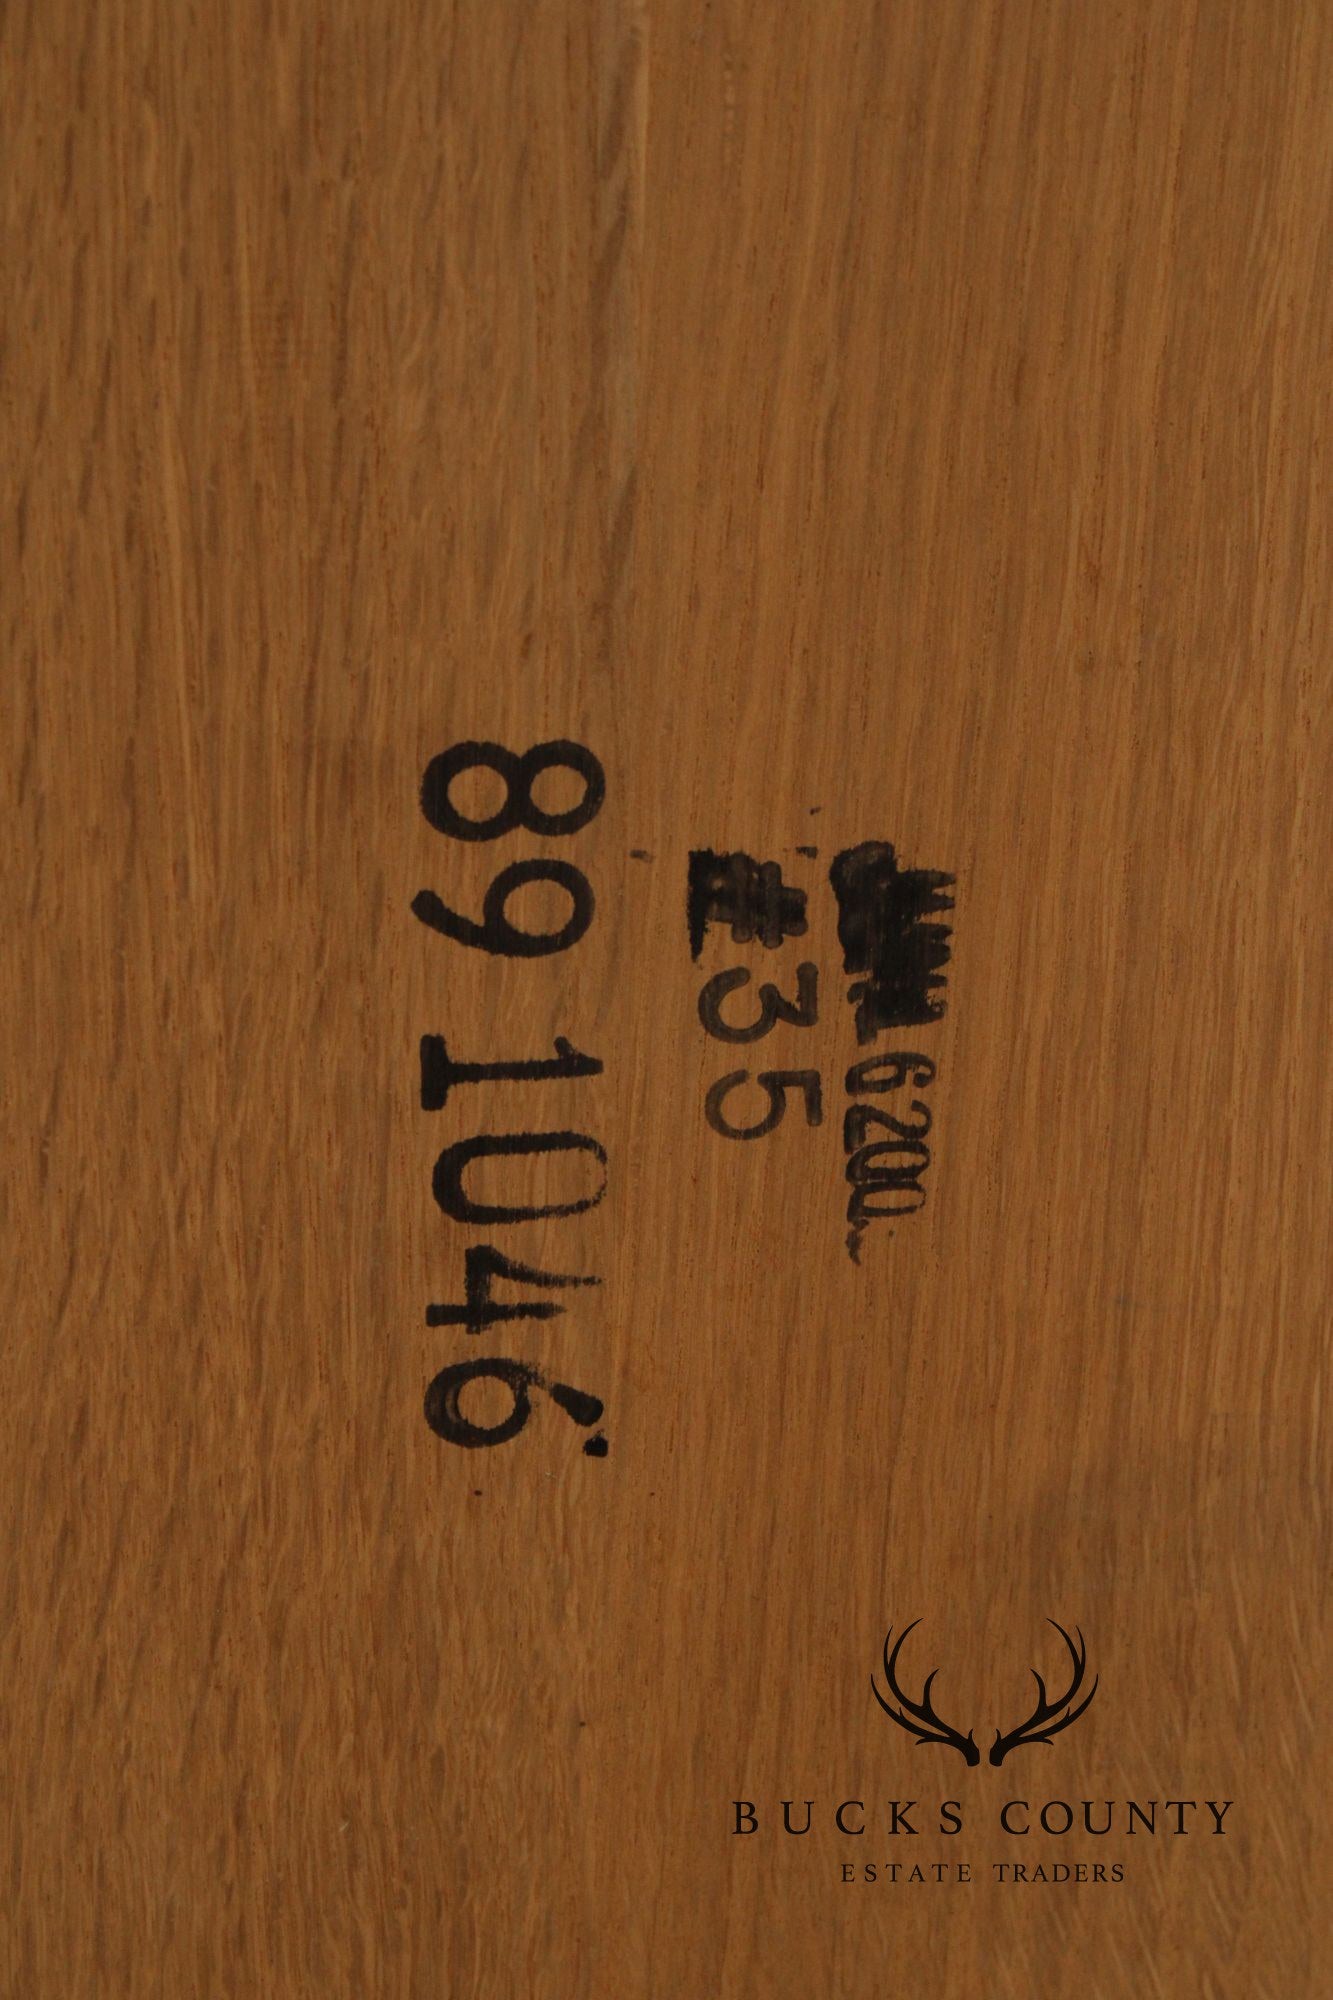 6200
#35
89 1046
BUCKS COUNTY
ESTATE TRADERS